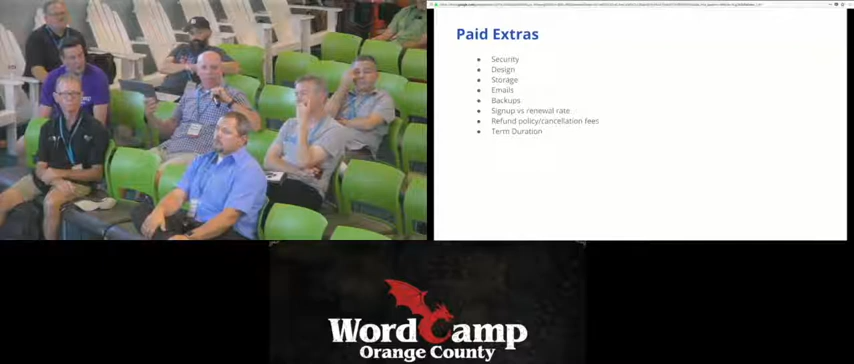 Paid Extras
Security
Design
Storage
Emails
Backups
Signup vs renewal rate
Refund policy/cancellation fees
Term Duration
WordCamp
Orange County